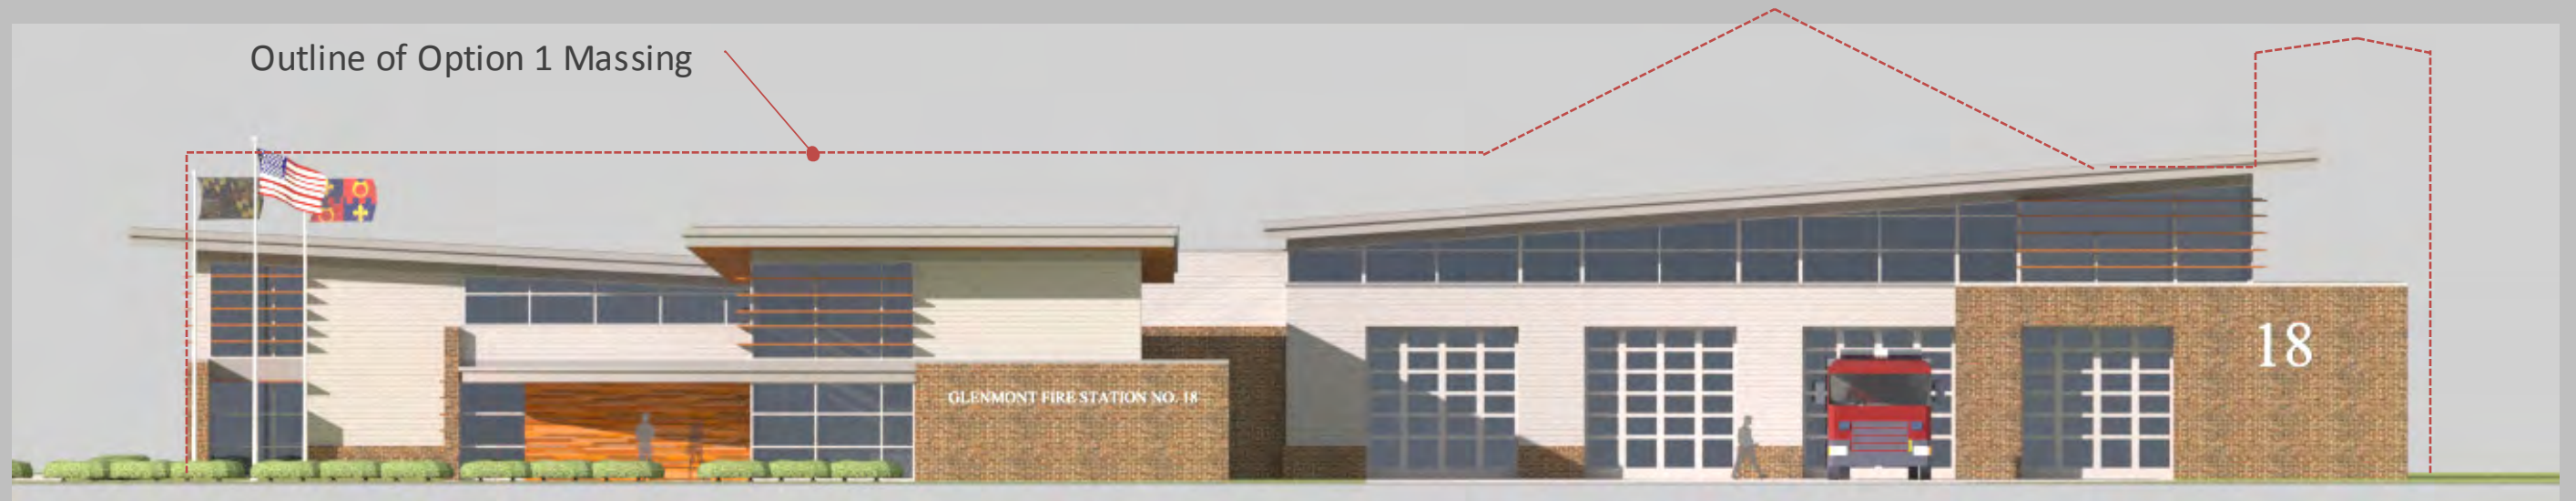 Outline of Option 1 Massing
GLENMONT FIRE STATION NO. 18
18